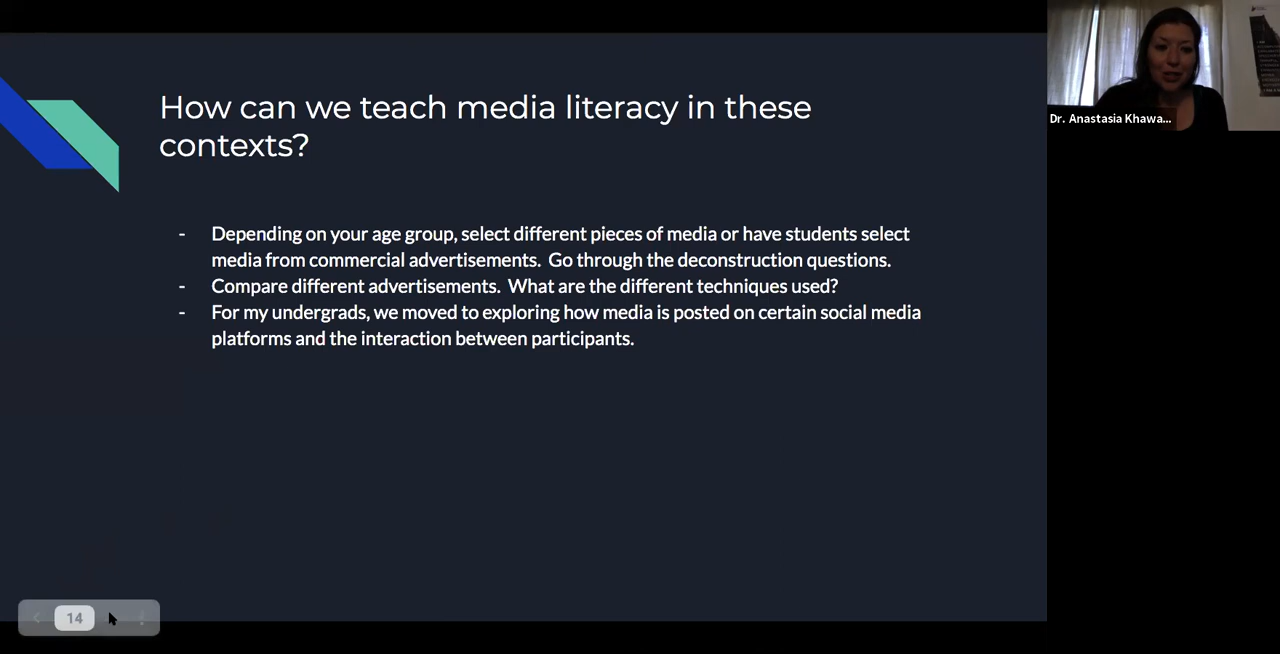 How can we teach media literacy in these
contexts?
- Depending on your age group, select different pieces of media or have students select
media from commercial advertisements.  Go through the deconstruction questions.
- Compare different advertisements.  What are the different techniques used?
- For my undergrads, we moved to exploring how media is posted on certain social media
platforms and the interaction between participants.
Dr. Anastasia Khawa...
14